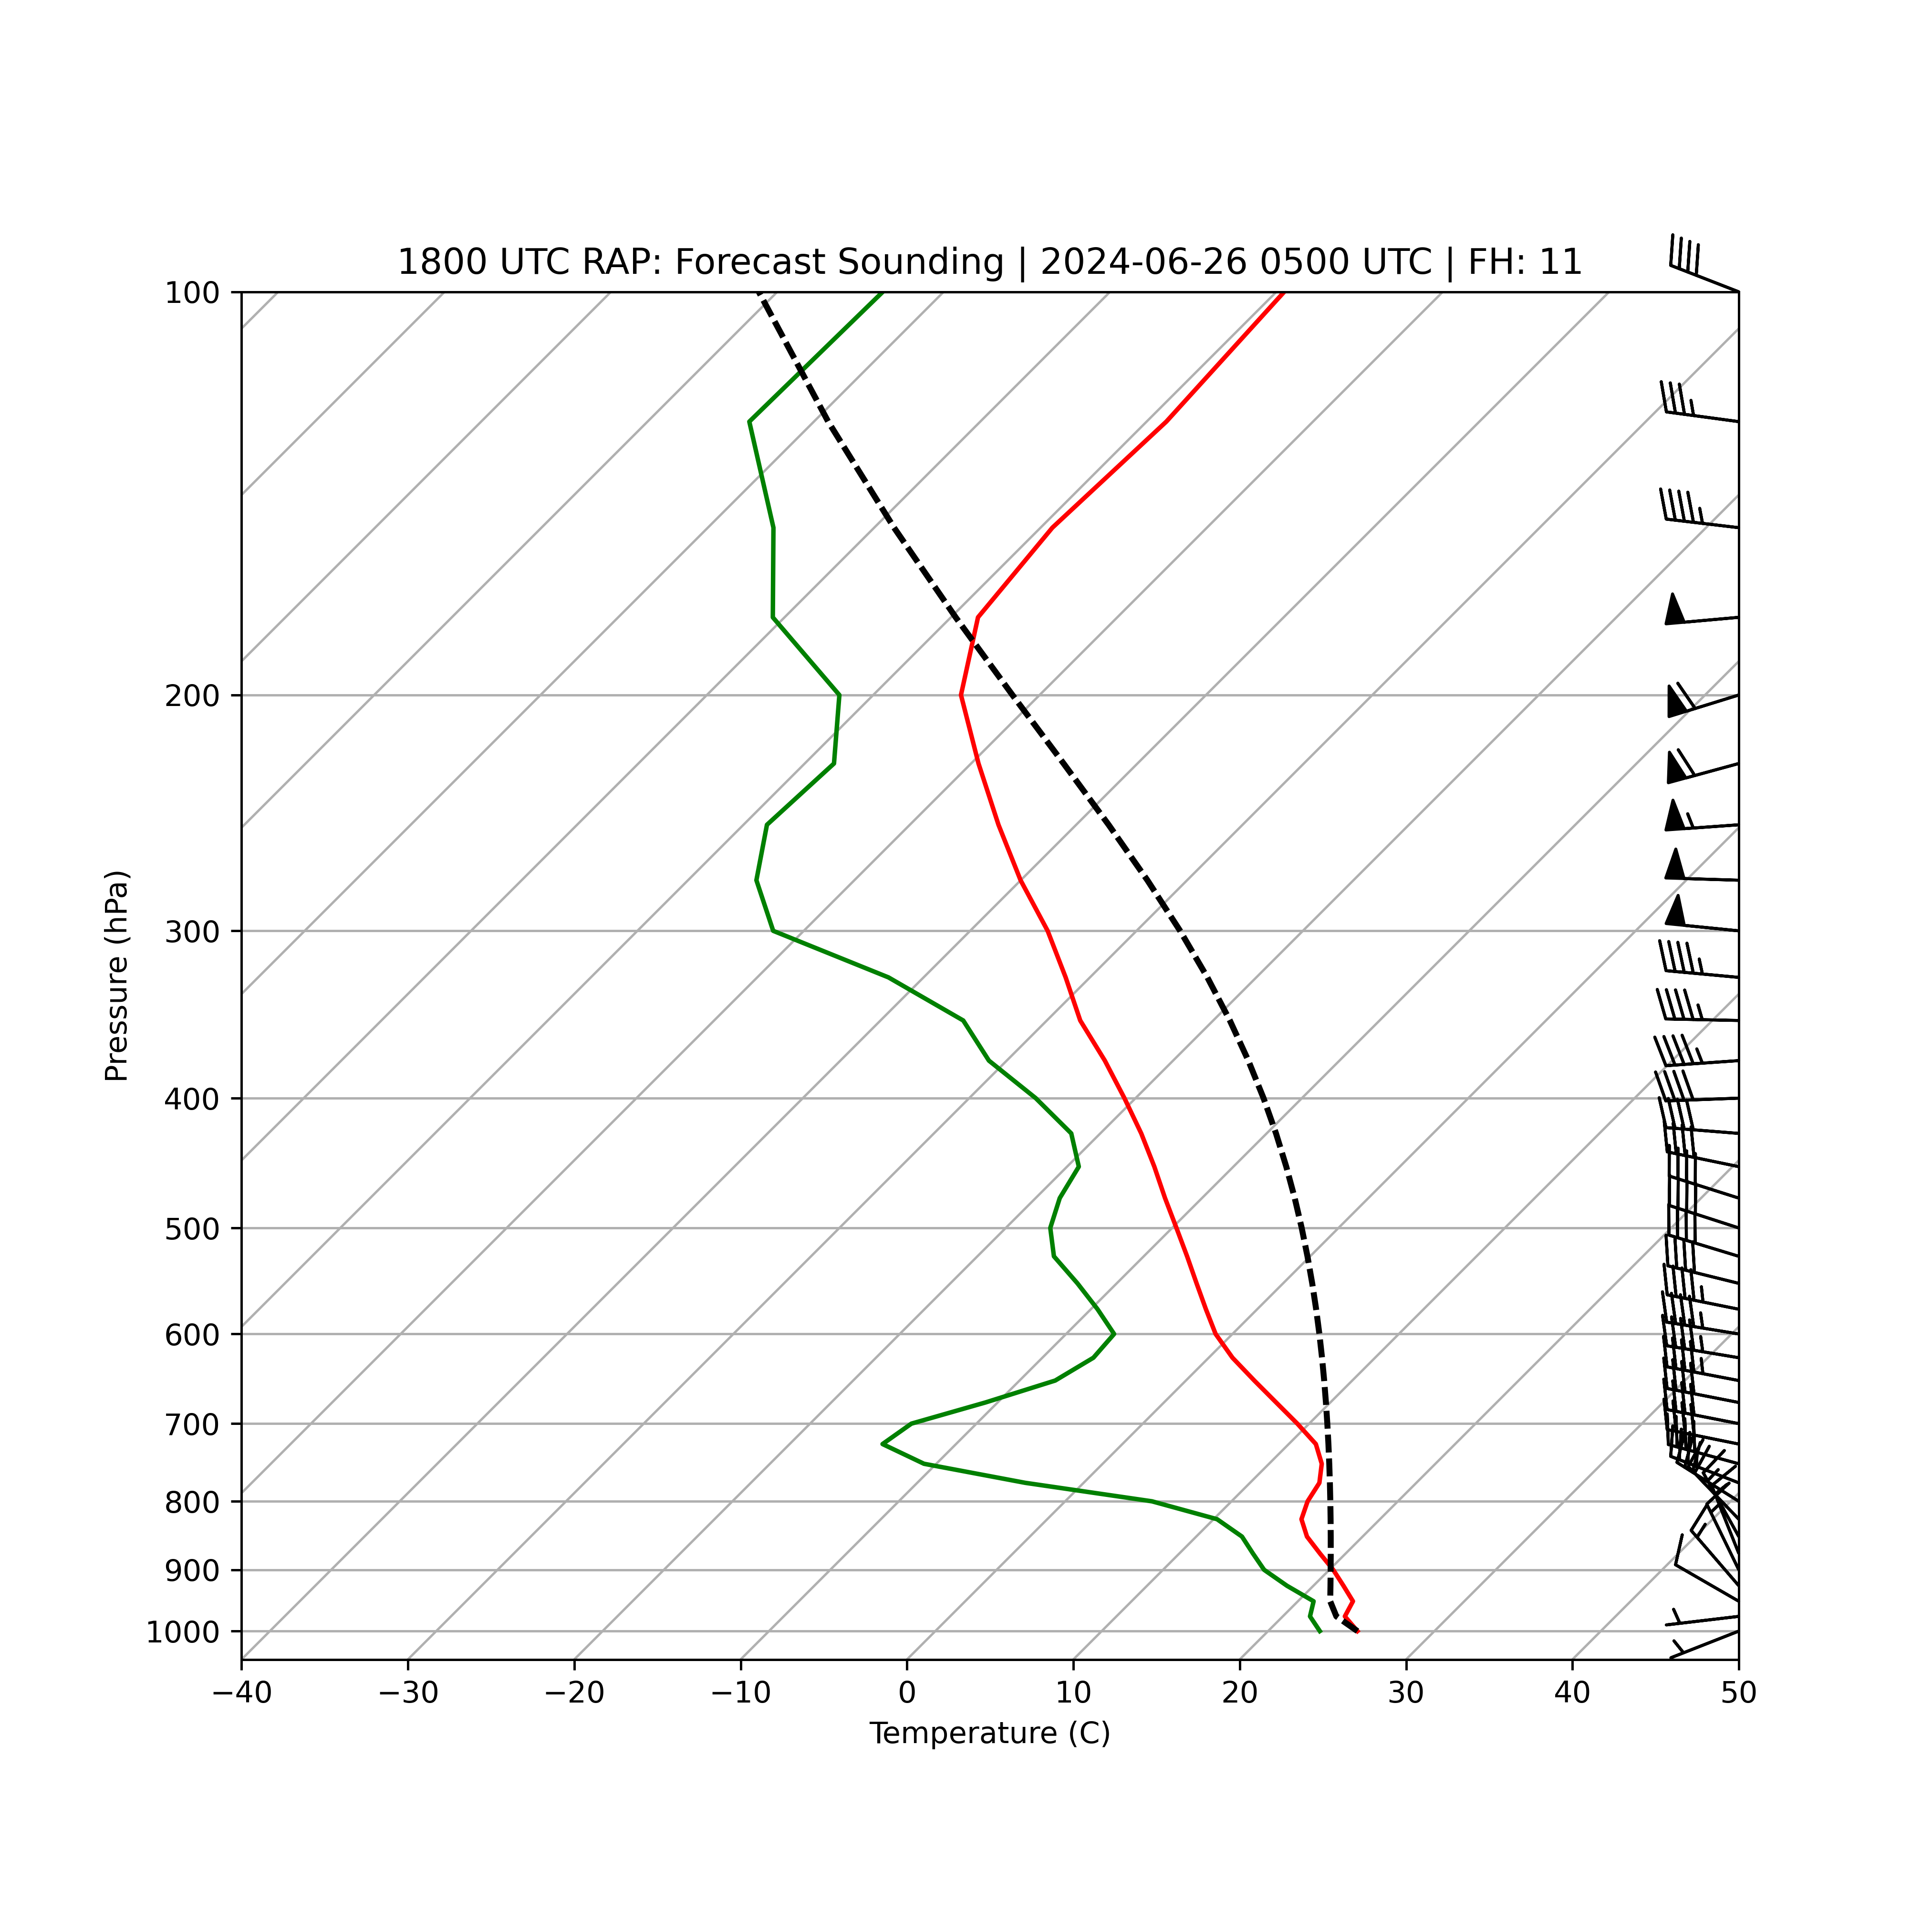 1800 UTC RAP: Forecast Sounding | 2024-06-26 0500 UTC | FH: 11
100
200
300
400
500
600
700
800
900
1000
Pressure (hPa)
−40 −30 −20 −10 0 10 20 30 40 50
Temperature (C)